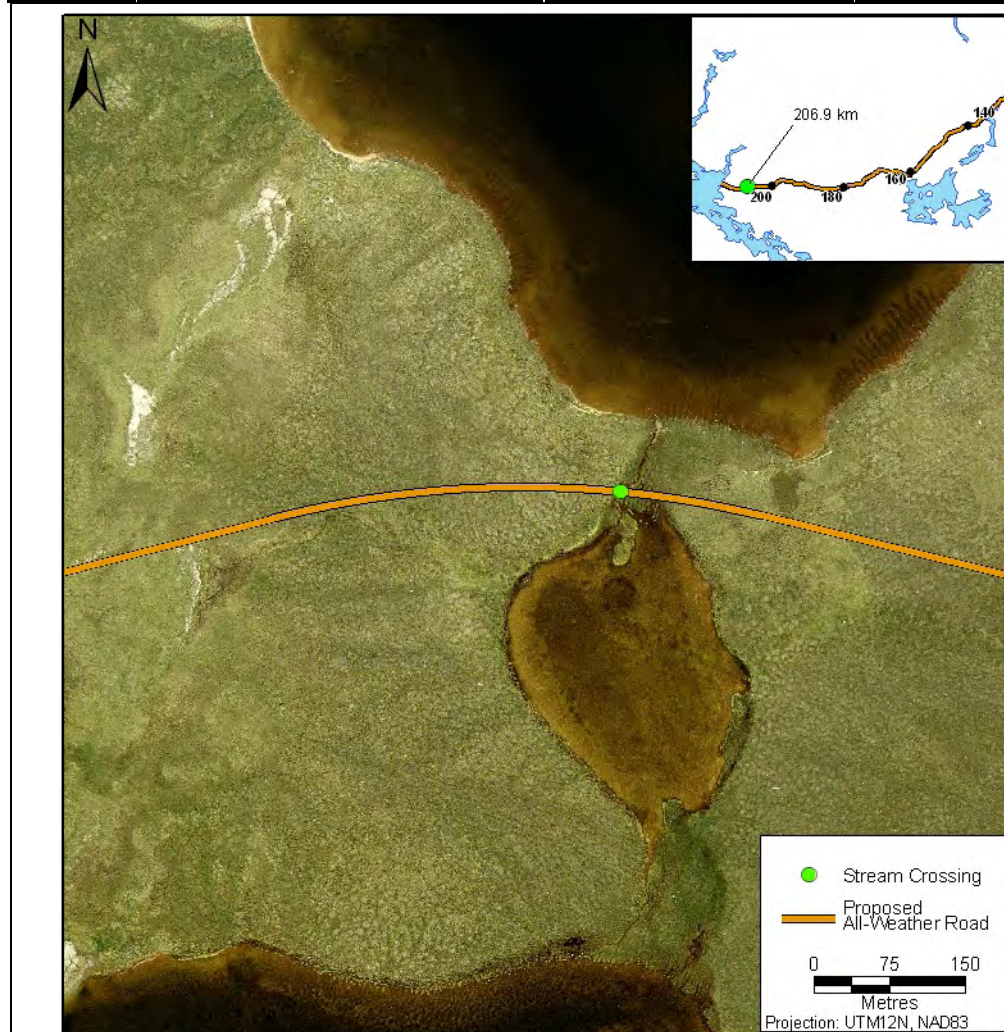 N
206.9 km
140
160
180
200
Stream Crossing
Proposed
All-Weather Road
0 75 150
Metres
Projection: UTM12N, NAD83